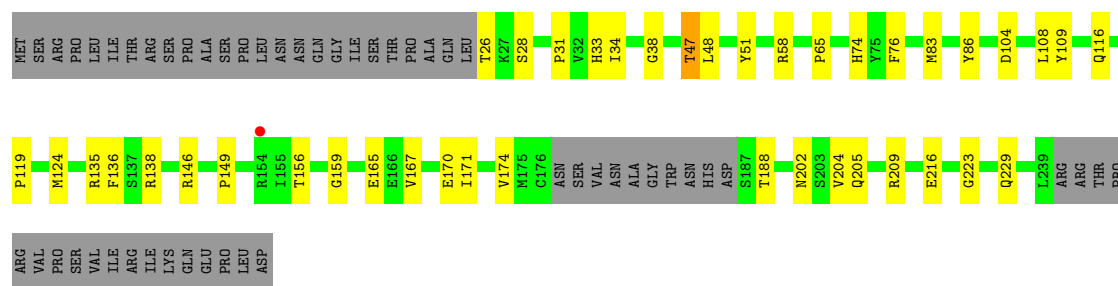 MET SER ARG PRO LEU ILE THR ARG SER PRO ALA SER PRO LEU ASN ASN GLN GLY ILE SER THR PRO ALA GLN LEU T26 K27 S28 P31 V32 H33 I34 G38 T47 L48 Y51 R58 P65 H74 Y75 F76 M83 Y86 D104 L108 Y109 Q116
P119 M124 R135 F136 S137 R138 R146 P149 R154 I155 T156 G159 E165 E166 V167 E170 I171 V174 M175 C176 ASN SER VAL ASN ALA GLY TRP ASN HIS ASP S187 T188 N202 S203 V204 Q205 R209 E216 G223 Q229 L239 ARG ARG THR PRO
ARG VAL PRO SER VAL ILE ARG ILE LYS GLN GLU PRO LEU ASP